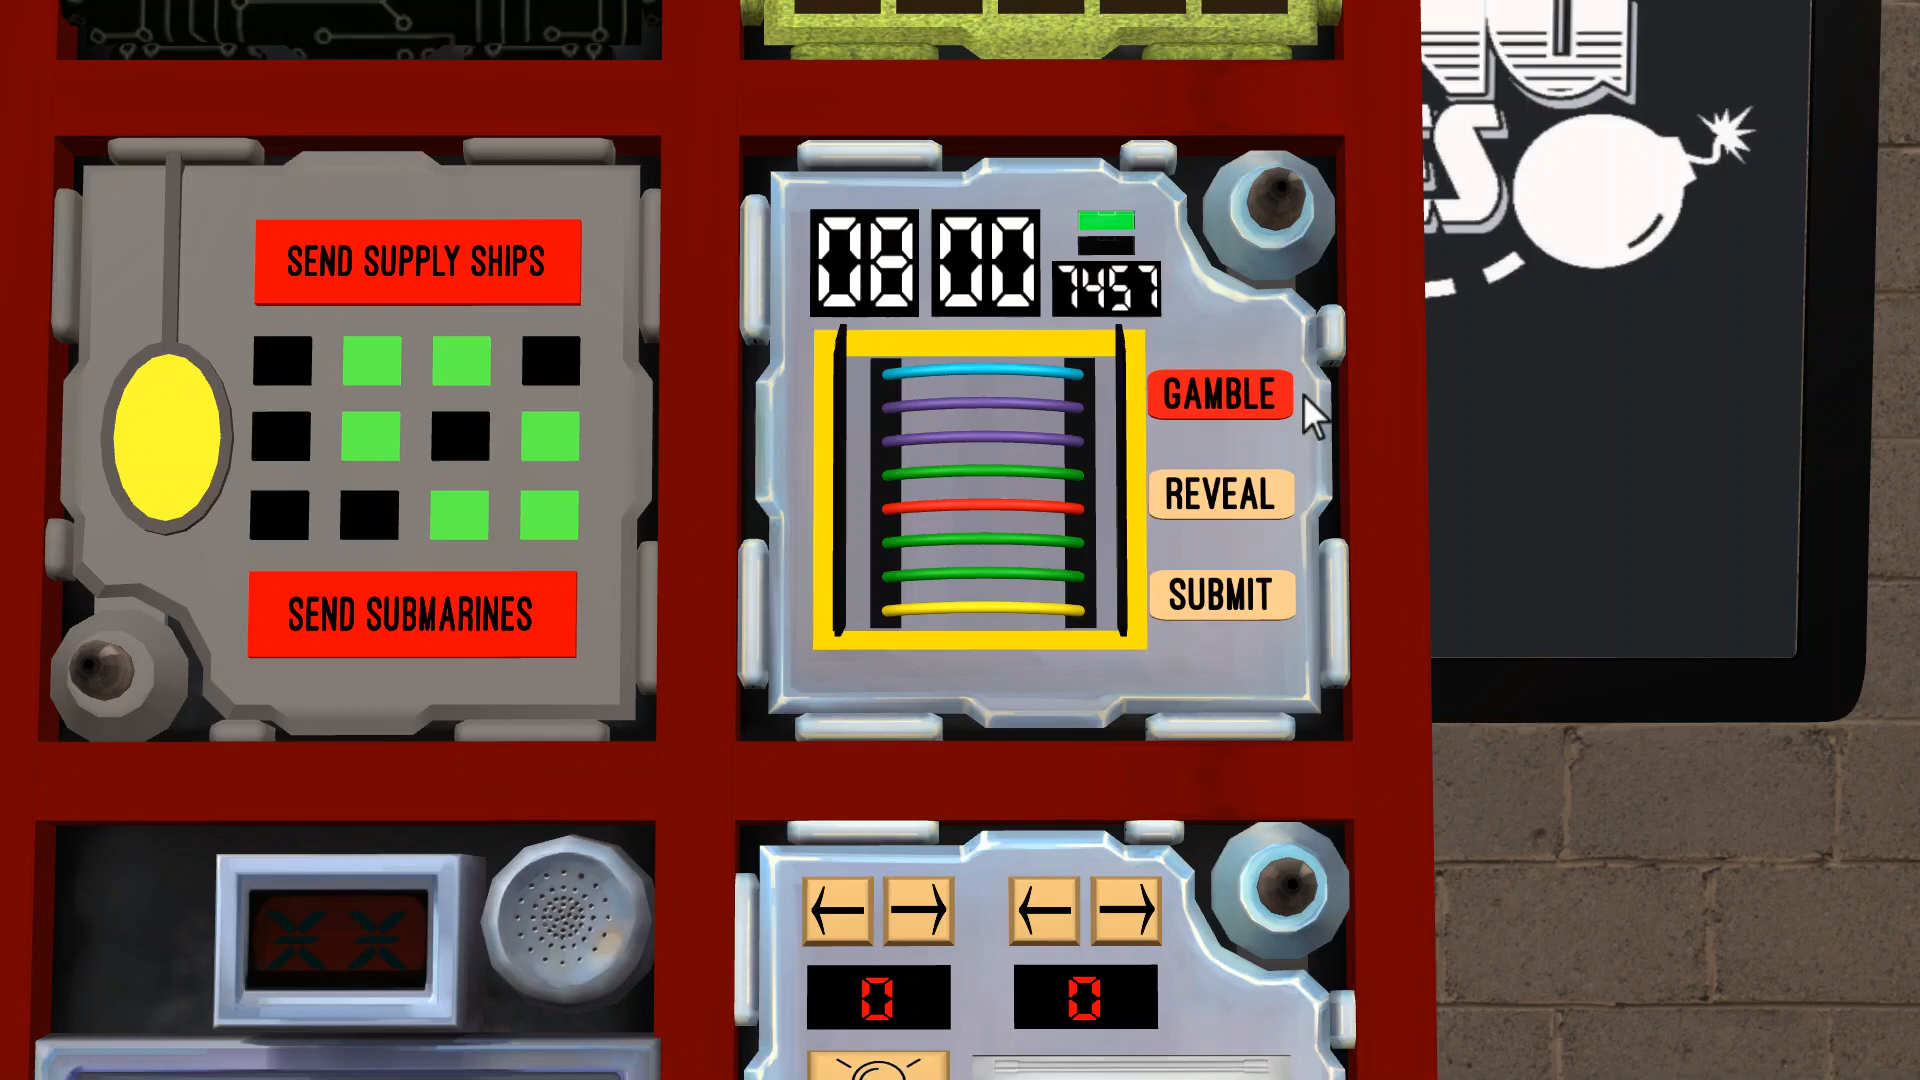 SEND SUPPLY SHIPS
SEND SUBMARINES
08 00
7457
GAMBLE
REVEAL
SUBMIT
← → ← →
0 0